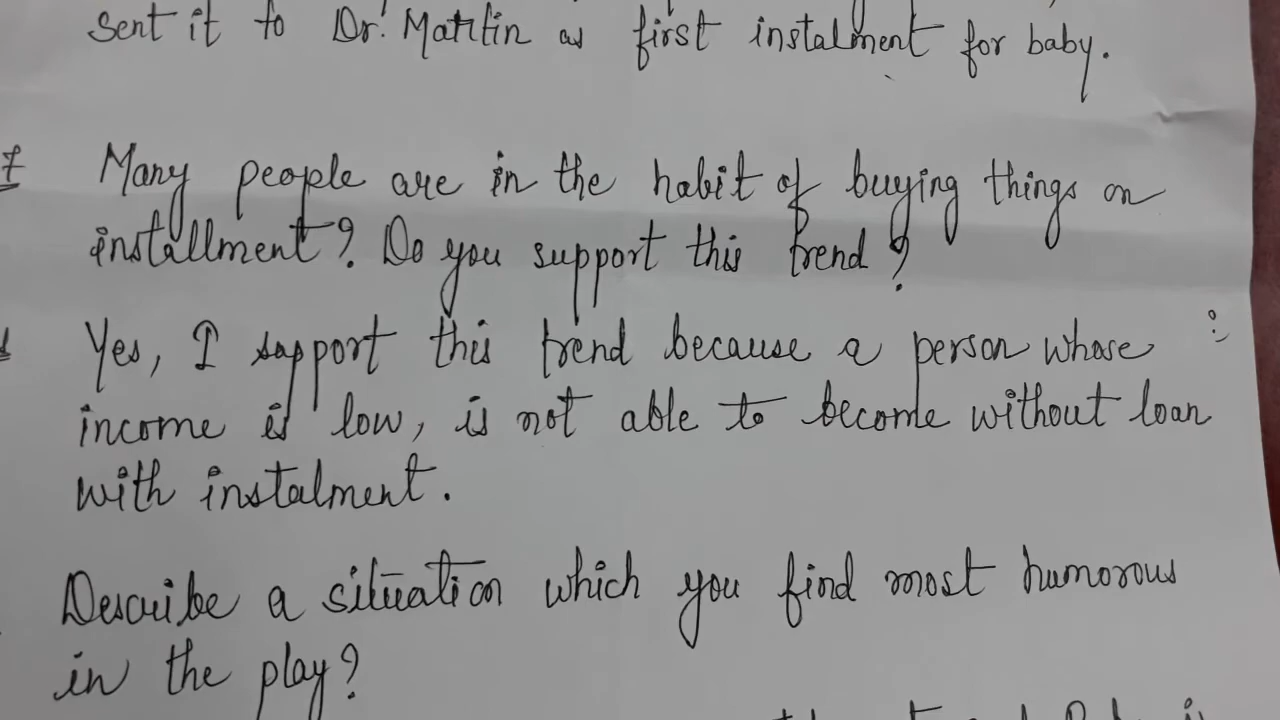 sent it to Dr. Martin as first instalment for baby.
7 Many people are in the habit of buying things on
installment? Do you support this trend?
Yes, I support this trend because a person whose
income is low, is not able to become without loan
with instalment.
Describe a situation which you find most humorous
in the play?